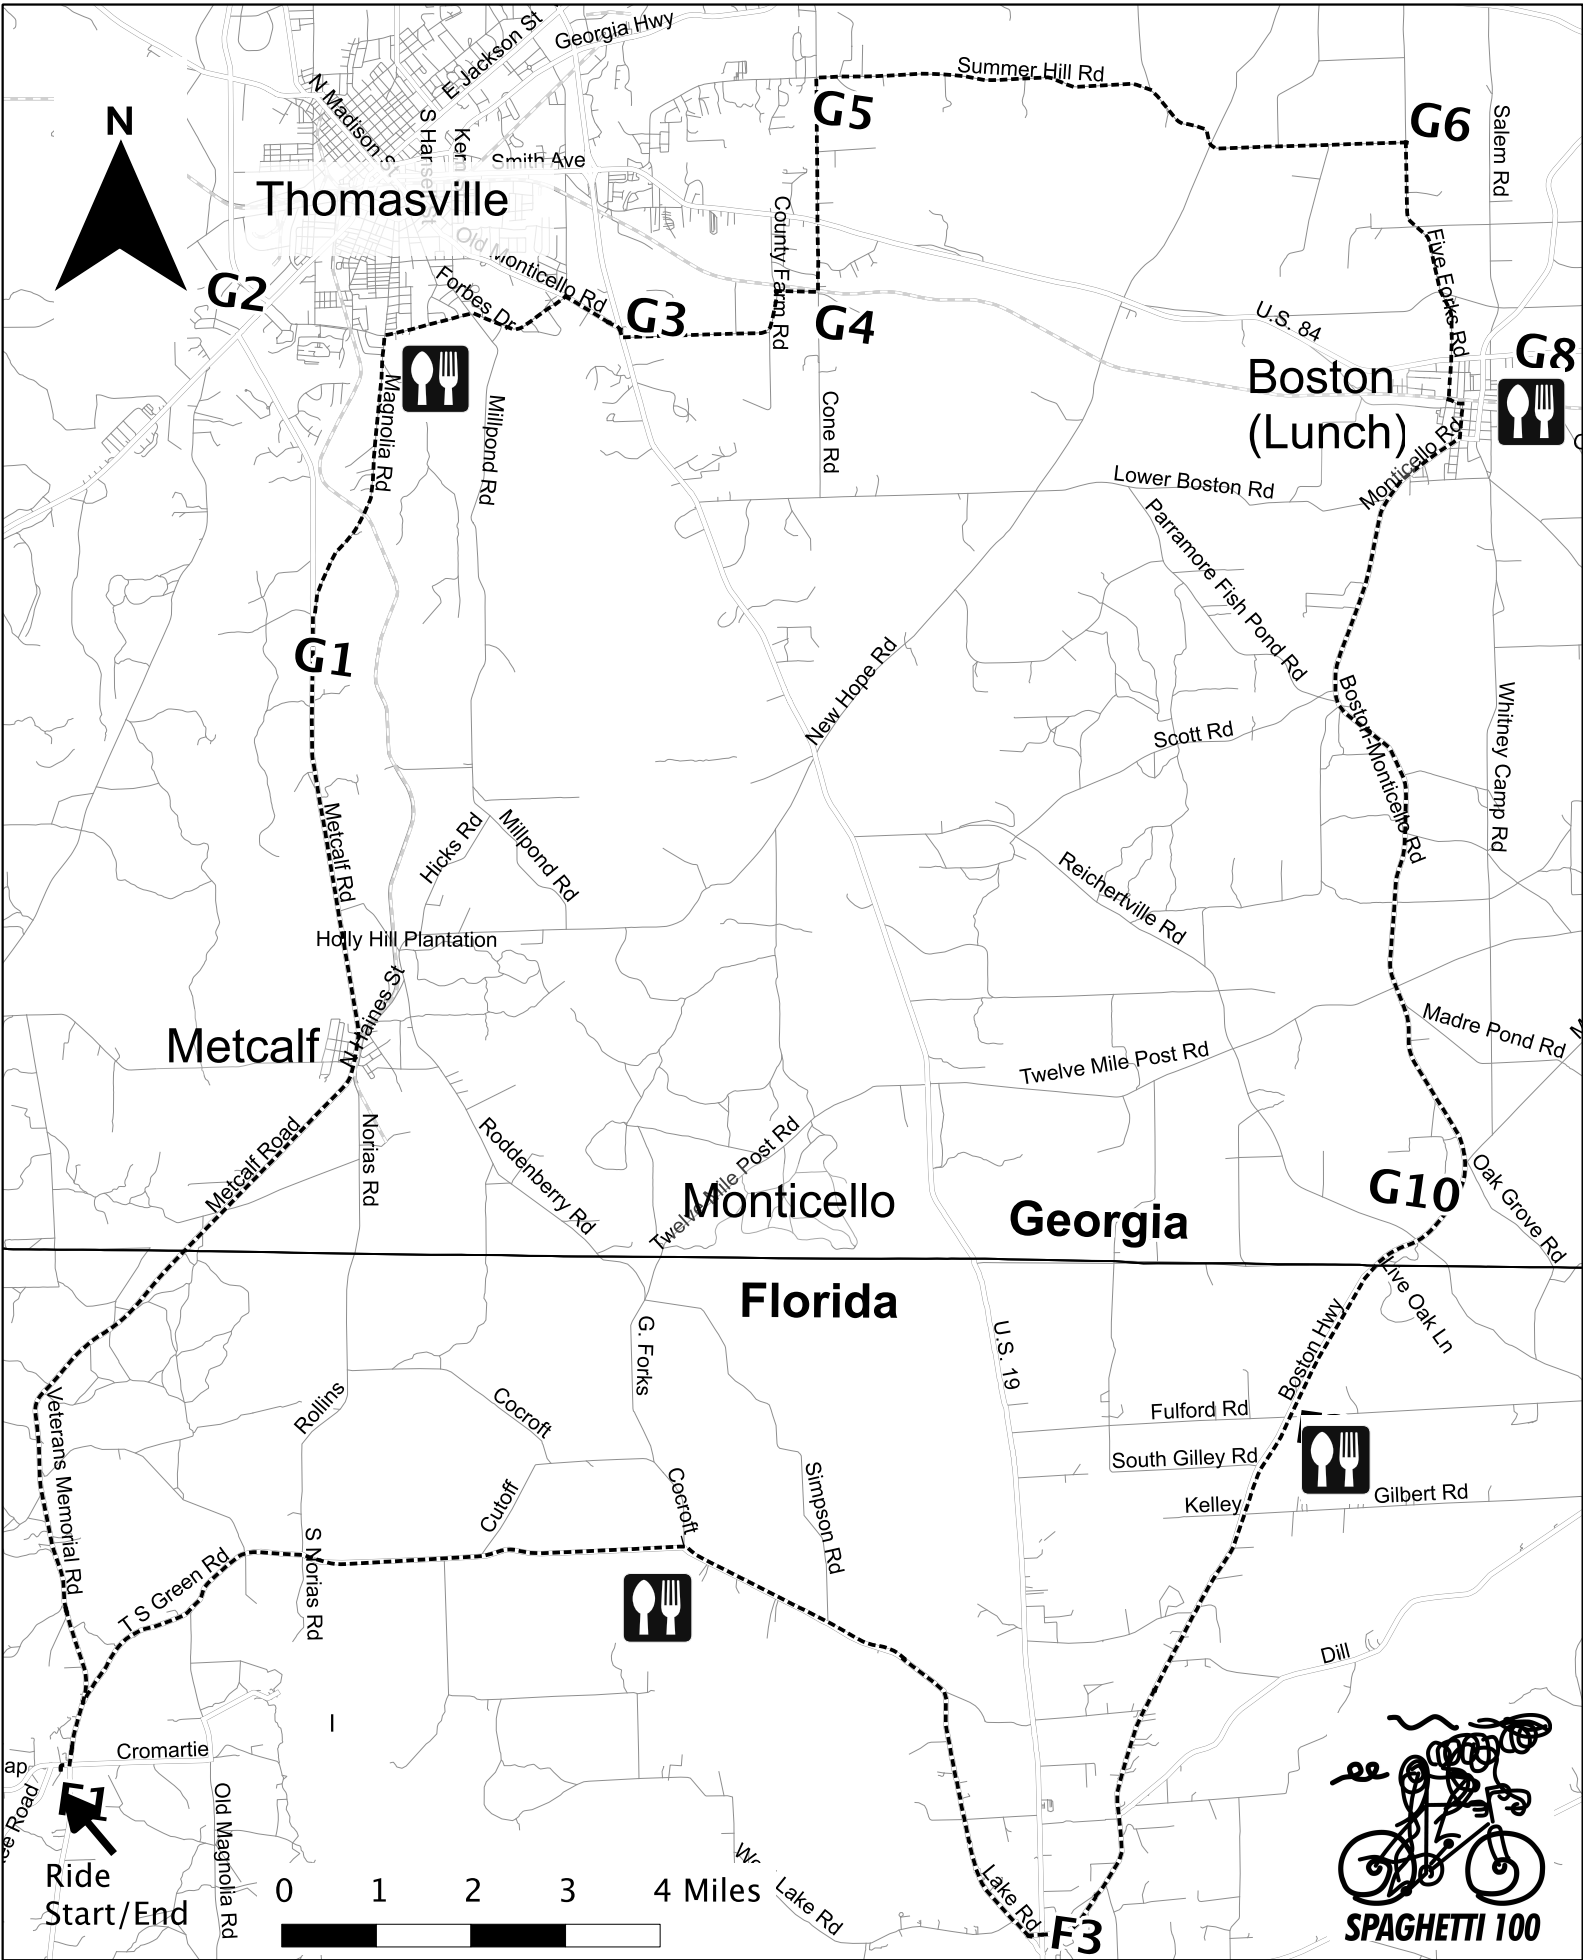 Georgia Hwy
E Jackson St
Summer Hill Rd
N Madison St
S Hansell St
G5
G6
N
Salem Rd
Smith Ave
Thomasville
County Farm Rd
Old Monticello Rd
Five Forks Rd
G2
Forbes Dr
G3
G4
U.S. 84
G8
Boston
(Lunch)
Magnolia Rd
Millpond Rd
Cone Rd
Monticello Rd
Lower Boston Rd
Parramore Fish Pond Rd
G1
New Hope Rd
Boston-Monticello Rd
Whitney Camp Rd
Scott Rd
Metcalf Rd
Hicks Rd
Millpond Rd
Reichertville Rd
Holly Hill Plantation
N Haines St
Metcalf
Madre Pond Rd
Twelve Mile Post Rd
Metcalf Road
Norias Rd
Roddenberry Rd
Twelve Mile Post Rd
Monticello
Georgia
G10
Oak Grove Rd
Florida
Live Oak Ln
G. Forks
U.S. 19
Boston Hwy
Veterans Memorial Rd
Rollins
Cocroft
Fulford Rd
South Gilley Rd
Simpson Rd
Cutoff
Cocroft
Kelley
Gilbert Rd
S Norias Rd
T S Green Rd
Dill
Cromartie
ap
ee Road
Old Magnolia Rd
Ride
Start/End
0 1 2 3 4 Miles
Lake Rd
Lake Rd
F3
SPAGHETTI 100